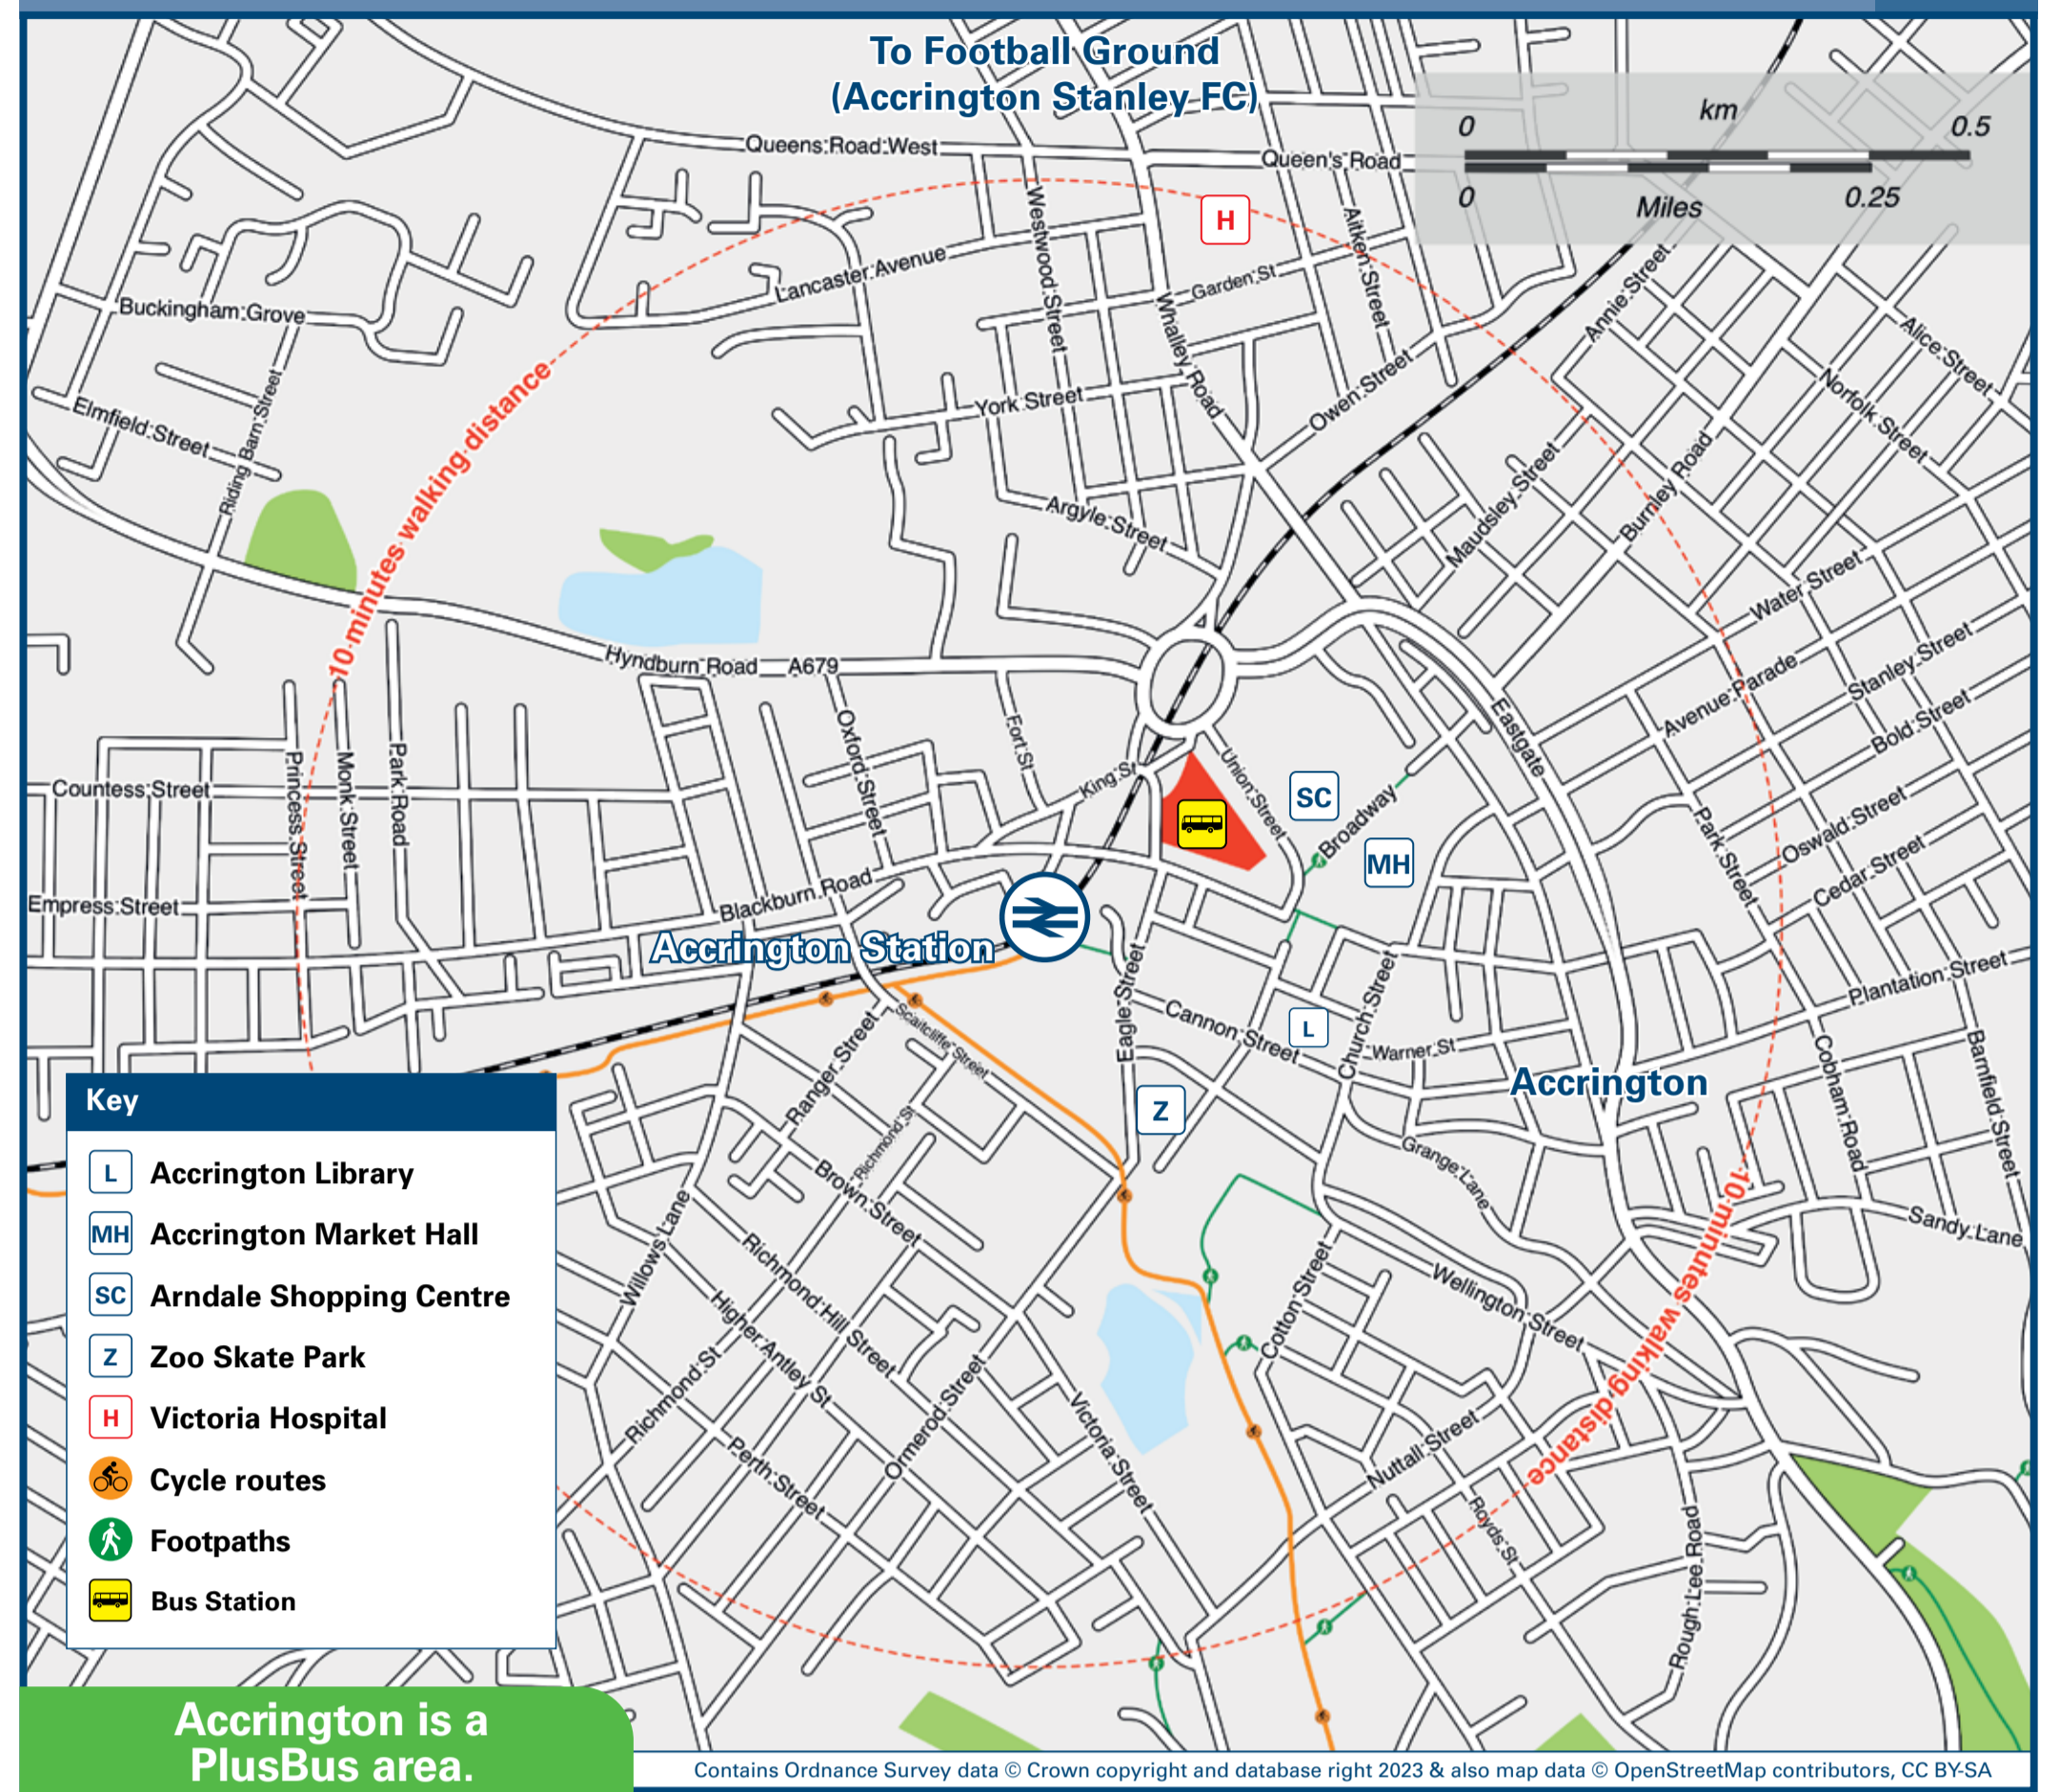 To Football Ground
(Accrington Stanley FC)
km
0
0.5
0
Miles
0.25
Queens Road West
Queen's Road
Westwood Street
Aitken Street
Lancaster Avenue
Garden St
H
Whalley Road
Annie Street
Alice Street
Buckingham Grove
Norfolk Street
Owen Street
York Street
Elmfield Street
Riding Barn Street
10 minutes walking distance
Argyle Street
Maudsley Street
Burnley Road
Water Street
Hyndburn Road
A679
Avenue Parade
Stanley Street
Bold Street
Eastgate
Oxford Street
Fort St
King St
Union Street
SC
Broadway
MH
Countess Street
Princess Street
Monk Street
Park Road
Park Street
Oswald Street
Cedar Street
Empress Street
Blackburn Road
Accrington Station
Eagle Street
Cannon Street
L
Church Street
Warner St
Plantation Street
Accrington
Scaitcliffe Street
Ranger Street
Z
Cobham Road
Barnfield Street
Richmond St
Brown Street
Grange Lane
Sandy Lane
Willows Lane
Richmond Hill Street
Higher Antley St
Cotton Street
Wellington Street
10 minutes walking distance
Richmond St
Ormerod Street
Victoria Street
Perth Street
Nuttall Street
Royds St
Rough Lee Road
Key
L Accrington Library
MH Accrington Market Hall
SC Arndale Shopping Centre
Z Zoo Skate Park
H Victoria Hospital
Cycle routes
Footpaths
Bus Station
Accrington is a
PlusBus area.
Contains Ordnance Survey data © Crown copyright and database right 2023 & also map data © OpenStreetMap contributors, CC BY-SA